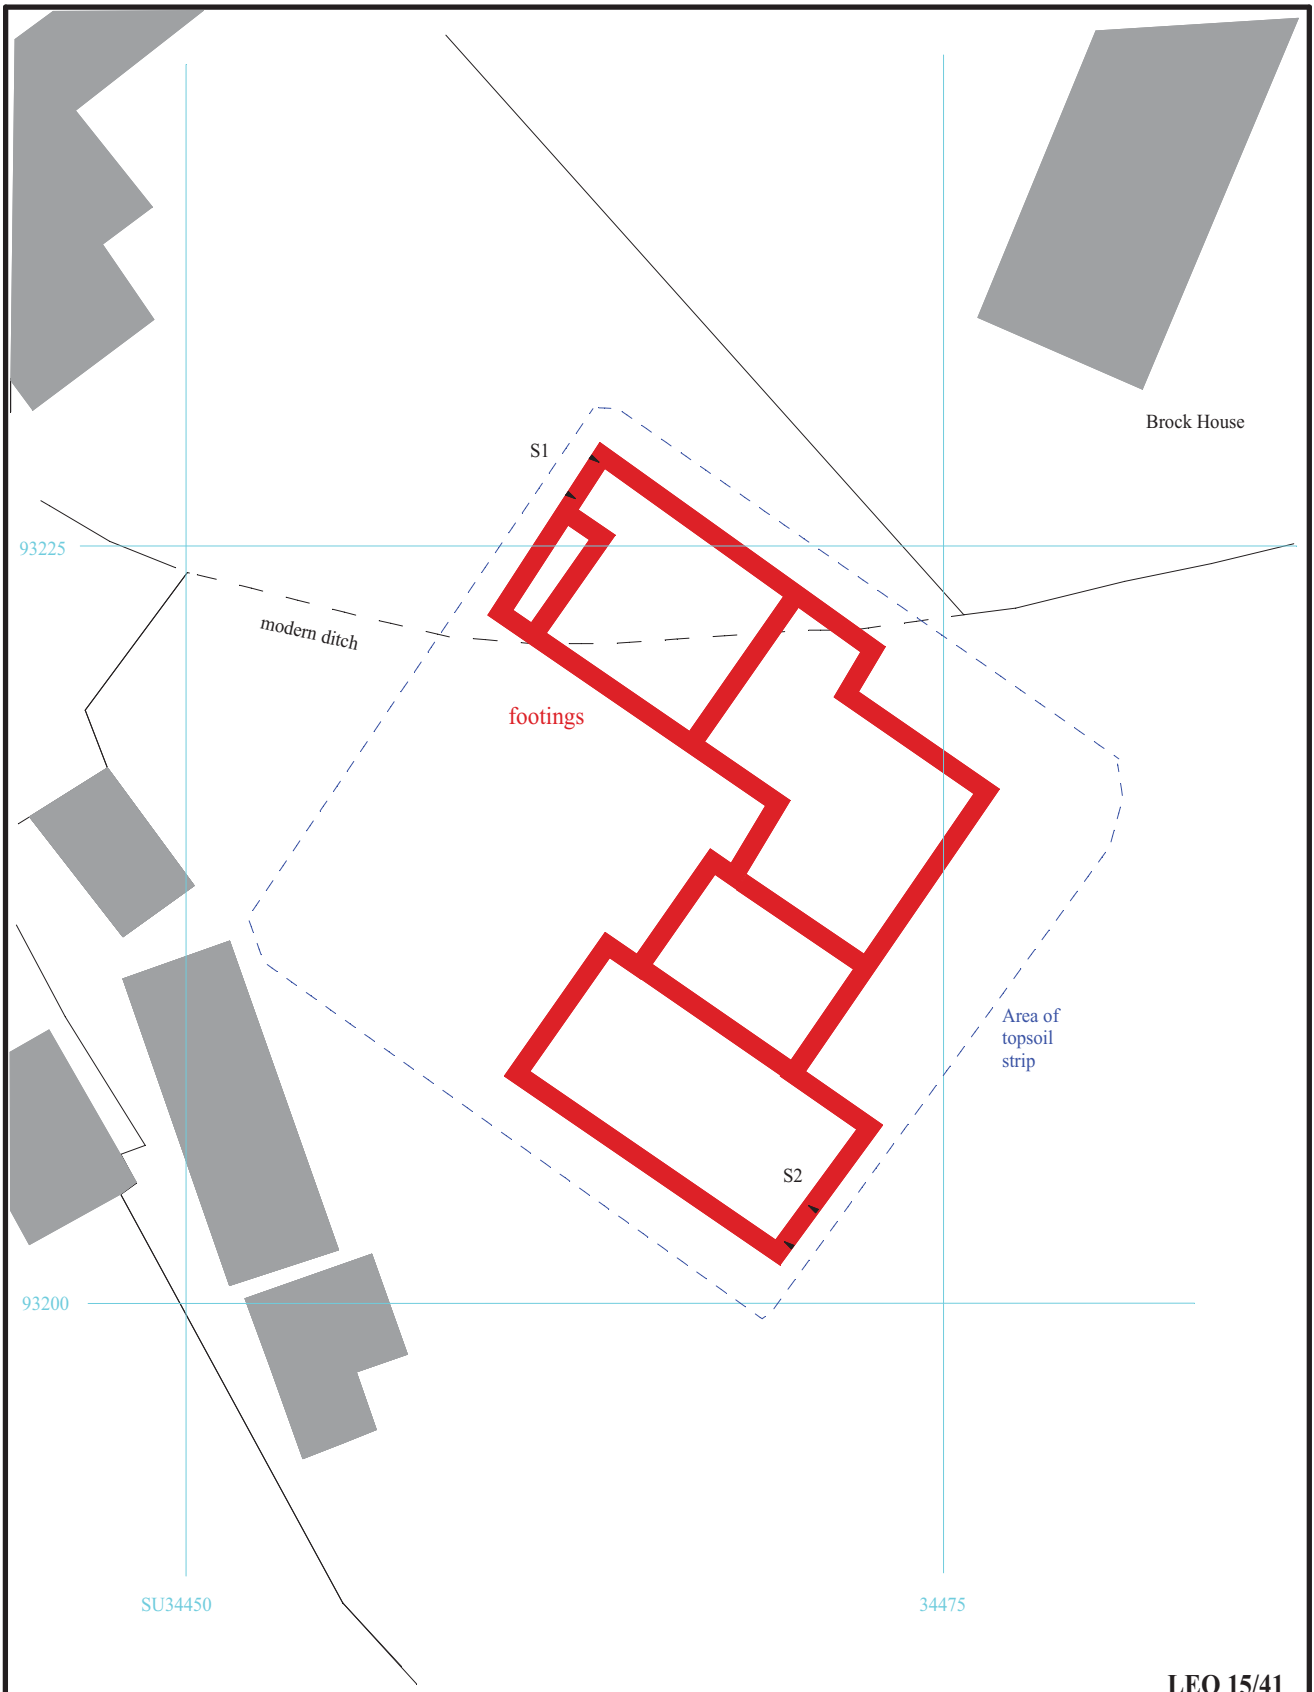 Brock House
S1
93225
modern ditch
footings
Area of
topsoil
strip
S2
93200
SU34450
34475
LEO 15/41